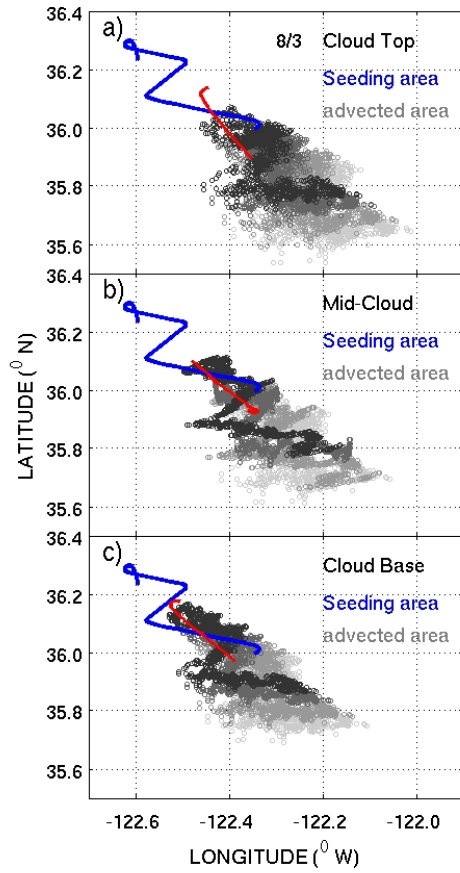 36.4
a) 8/3 Cloud Top
36.2
Seeding area
advected area
36.0
35.8
35.6
36.4
b) Mid-Cloud
36.2
Seeding area
advected area
36.0
35.8
35.6
36.4
c) Cloud Base
36.2
Seeding area
advected area
36.0
35.8
35.6
LATITUDE (⁰ N)
-122.6 -122.4 -122.2 -122.0
LONGITUDE (⁰ W)